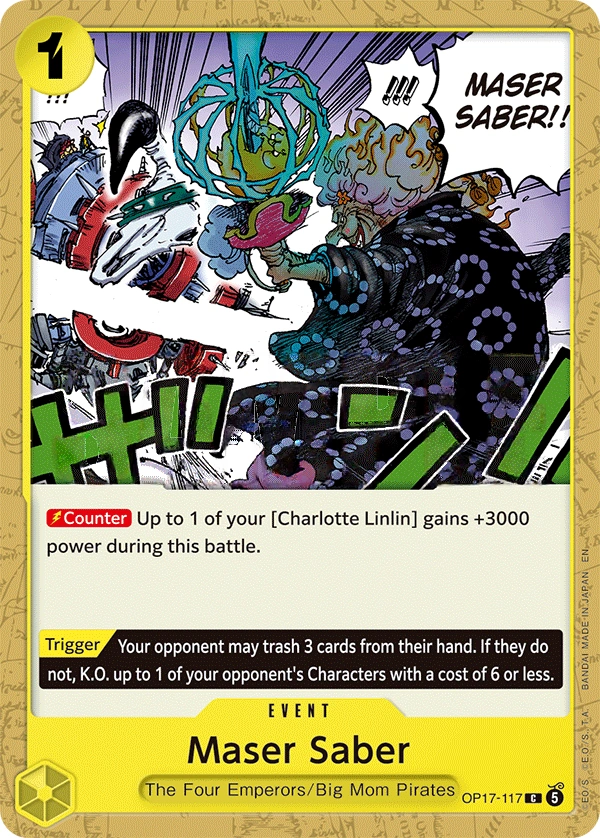 1
!!!
!!!
MASER
SABER!!
ザン!!
Counter Up to 1 of your [Charlotte Linlin] gains +3000
power during this battle.
Trigger Your opponent may trash 3 cards from their hand. If they do
not, K.O. up to 1 of your opponent's Characters with a cost of 6 or less.
EVENT
Maser Saber
The Four Emperors/Big Mom Pirates
OP17-117 C 5
©E.O./S. ©E.O./S.,T.A. BANDAI MADE IN JAPAN EN